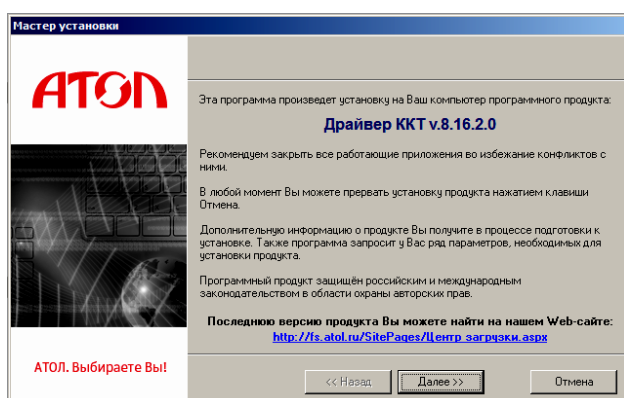 Мастер установки
АТОЛ
Эта программа произведет установку на Ваш компьютер программного продукта:
Драйвер ККТ v.8.16.2.0
Рекомендуем закрыть все работающие приложения во избежание конфликтов с
ними.
В любой момент Вы можете прервать установку продукта нажатием клавиши
Отмена.
Дополнительную информацию о продукте Вы получите в процессе подготовки к
установке. Также программа запросит у Вас ряд параметров, необходимых для
установки продукта.
Программный продукт защищён российским и международным
законодательством в области охраны авторских прав.
Последнюю версию продукта Вы можете найти на нашем Web-сайте:
http://fs.atol.ru/SitePages/Центр загрузки.aspx
АТОЛ. Выбираете Вы!
<< Назад
Далее >>
Отмена